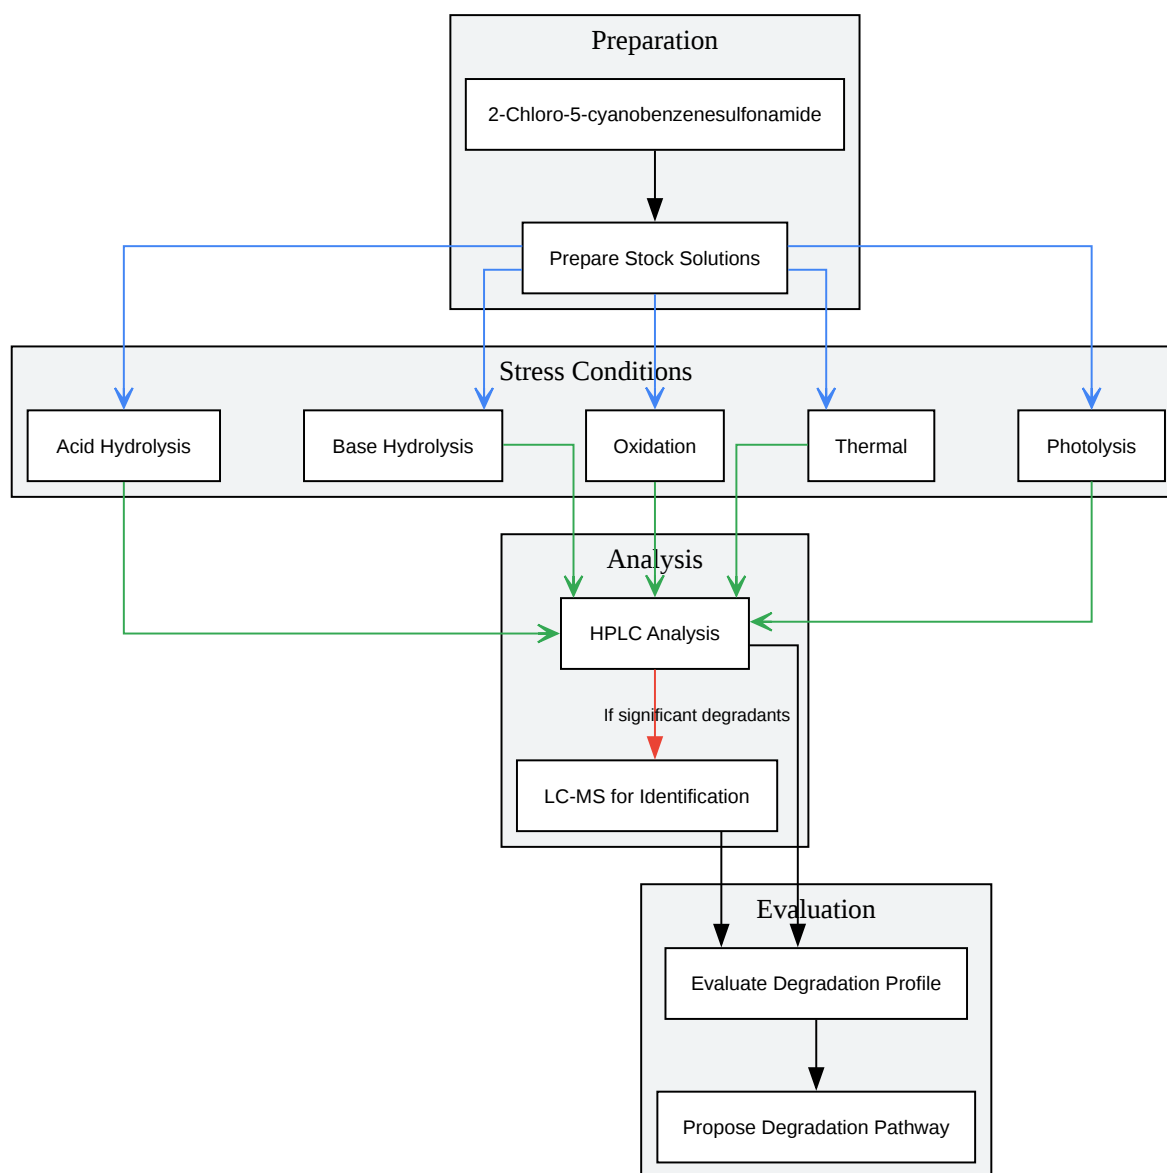 Preparation
2-Chloro-5-cyanobenzenesulfonamide
Prepare Stock Solutions
Stress Conditions
Acid Hydrolysis
Base Hydrolysis
Oxidation
Thermal
Photolysis
Analysis
HPLC Analysis
If significant degradants
LC-MS for Identification
Evaluation
Evaluate Degradation Profile
Propose Degradation Pathway